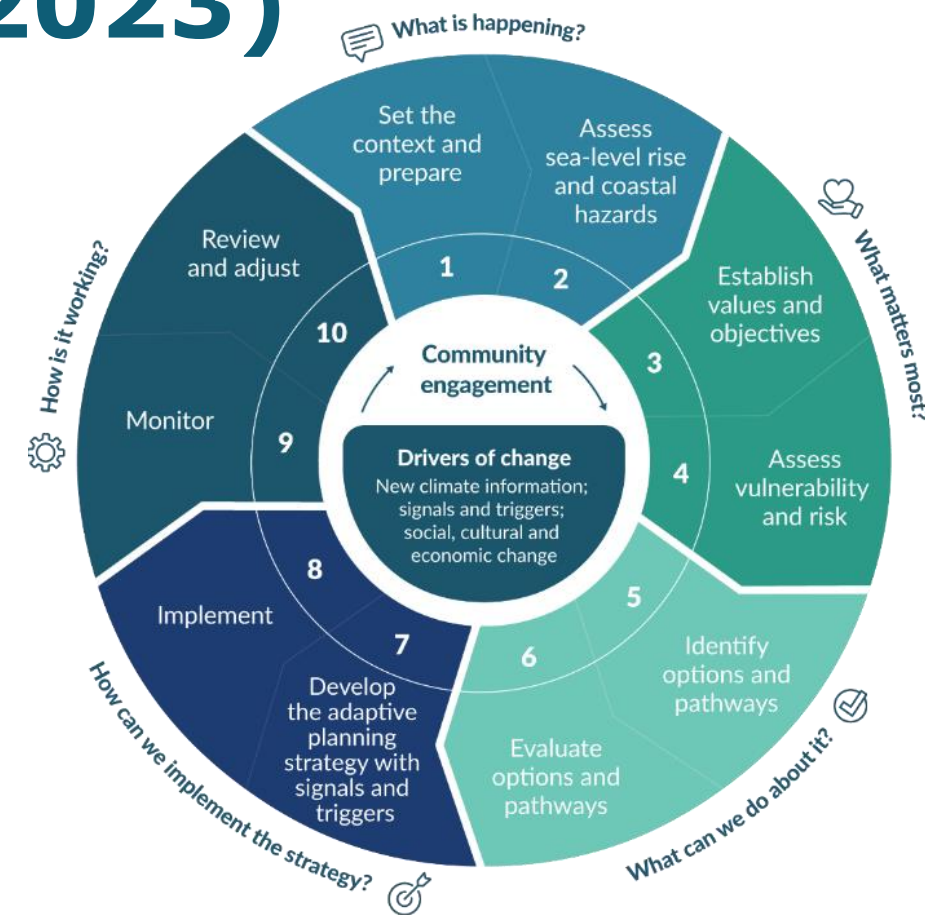 2023)
What is happening?
Set the
context and
prepare
1
Assess
sea-level rise
and coastal
hazards
2
What matters most?
Establish
values and
objectives
3
Assess
vulnerability
and risk
4
What can we do about it?
Identify
options and
pathways
5
Evaluate
options and
pathways
6
How can we implement the strategy?
Develop
the adaptive
planning
strategy with
signals and
triggers
7
Implement
8
How is it working?
Monitor
9
Review
and adjust
10
Community
engagement
Drivers of change
New climate information;
signals and triggers;
social, cultural and
economic change